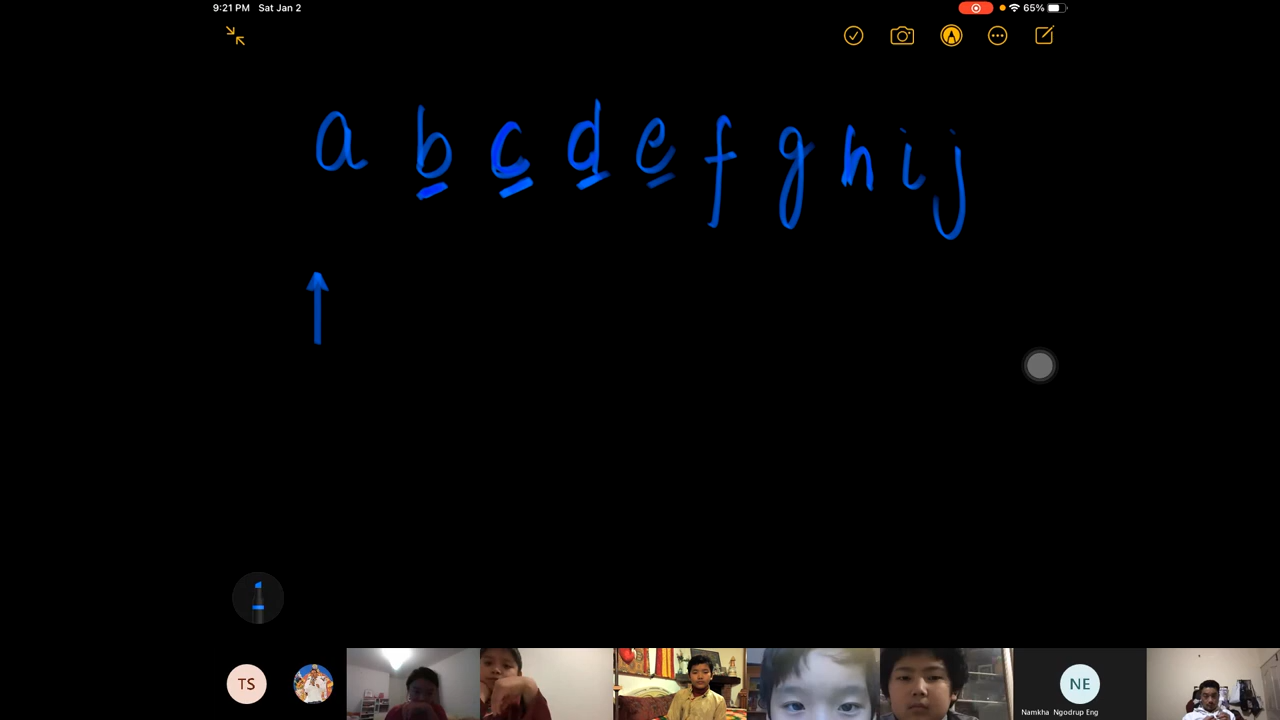 9:21 PM Sat Jan 2
65%
a b c d e f g h i j
TS
NE
Namkha Ngodrup Eng